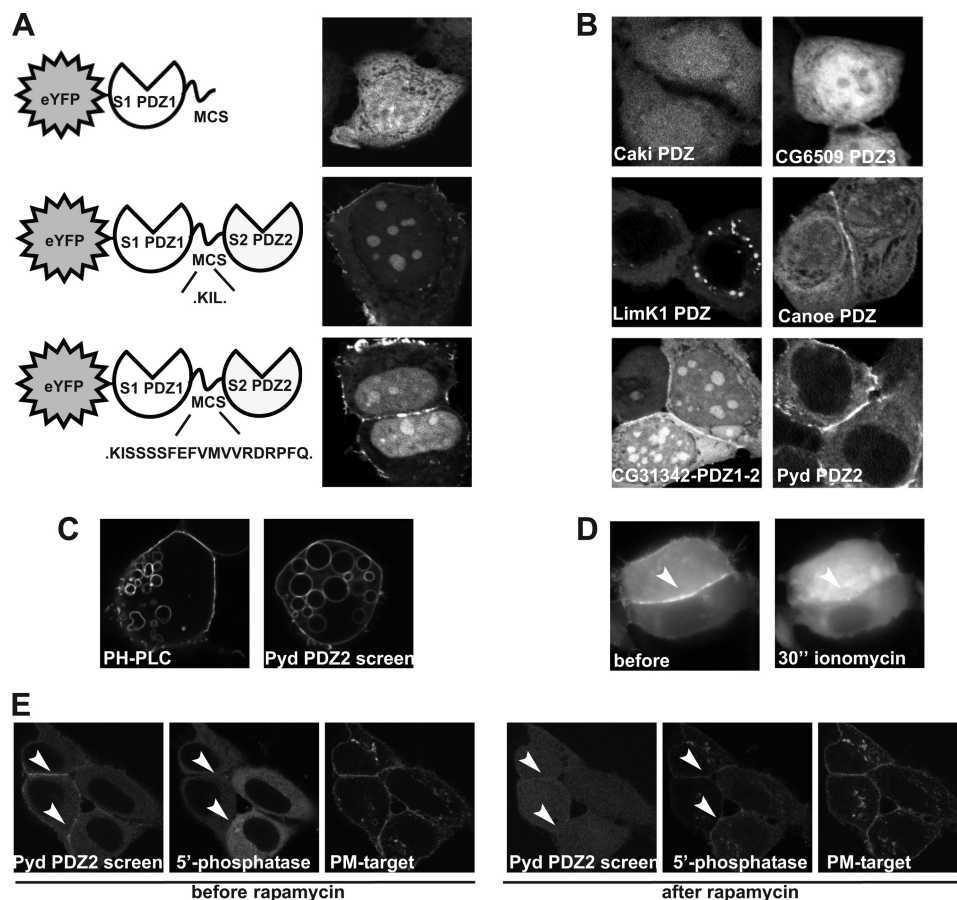 A
eYFP
S1 PDZ1
MCS
eYFP
S1 PDZ1
S2 PDZ2
MCS
.KIL.
eYFP
S1 PDZ1
S2 PDZ2
MCS
.KISSSSFEFVMVVRDRPFQ.
B
Caki PDZ
CG6509 PDZ3
LimK1 PDZ
Canoe PDZ
CG31342-PDZ1-2
Pyd PDZ2
C
PH-PLC
Pyd PDZ2 screen
D
before
30'' ionomycin
E
Pyd PDZ2 screen
5'-phosphatase
PM-target
before rapamycin
Pyd PDZ2 screen
5'-phosphatase
PM-target
after rapamycin